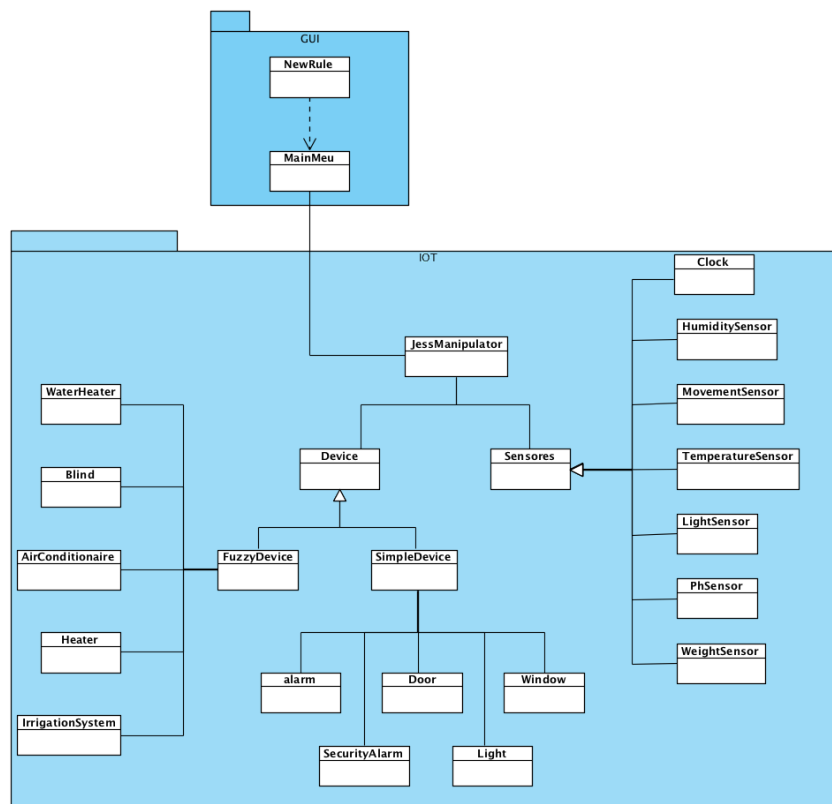 GUI
NewRule
MainMeu
IOT
Clock
HumiditySensor
JessManipulator
WaterHeater
MovementSensor
Device
Sensores
TemperatureSensor
Blind
LightSensor
AirConditionaire
FuzzyDevice
SimpleDevice
PhSensor
Heater
WeightSensor
alarm
Door
Window
IrrigationSystem
SecurityAlarm
Light